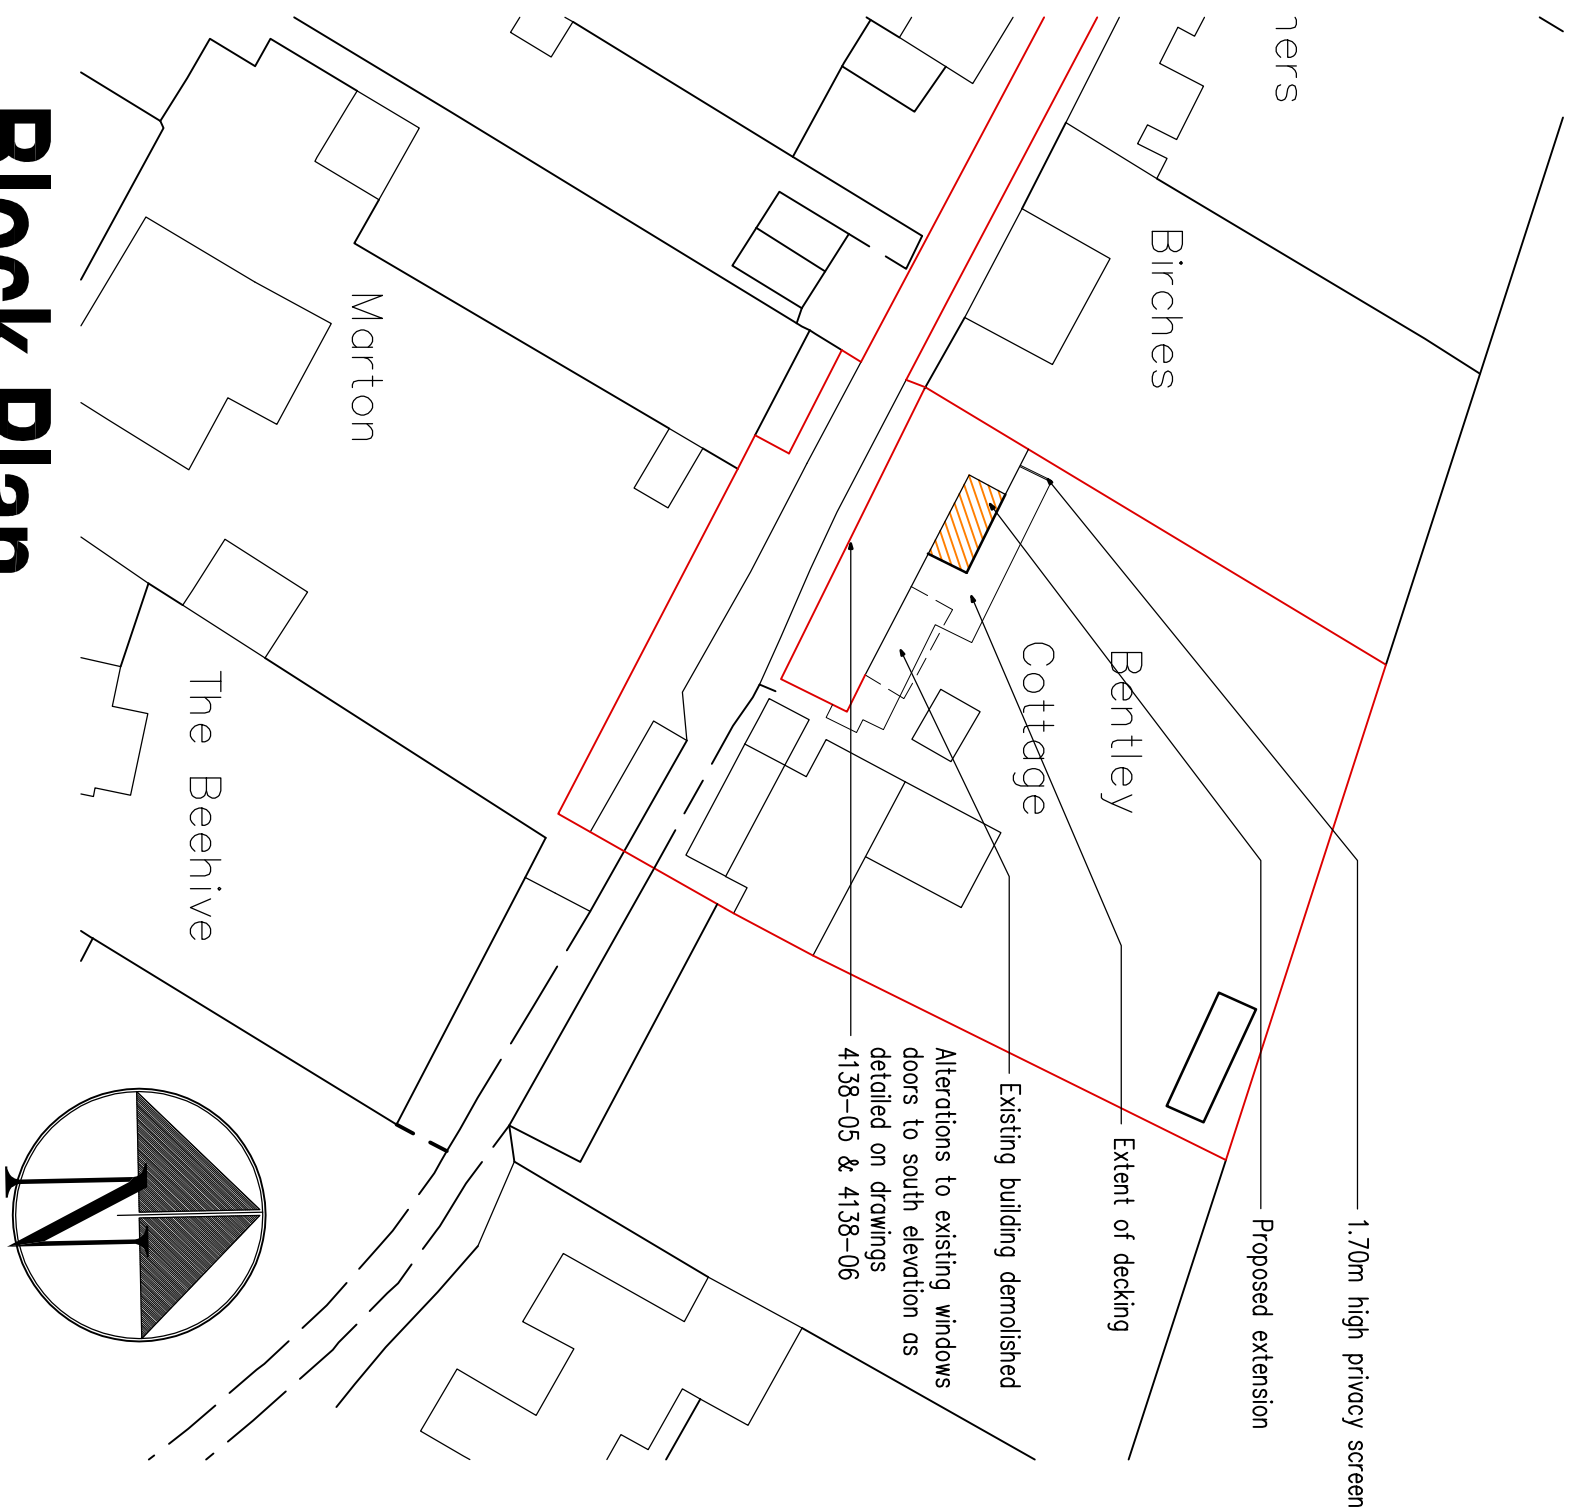 1.70m high privacy screen
Proposed extension
Extent of decking
Existing building demolished
Alterations to existing windows
doors to south elevation as
detailed on drawings
4138-05 & 4138-06
ners
Birches
Bentley
Cottage
Marton
The Beehive
Block Plan
N